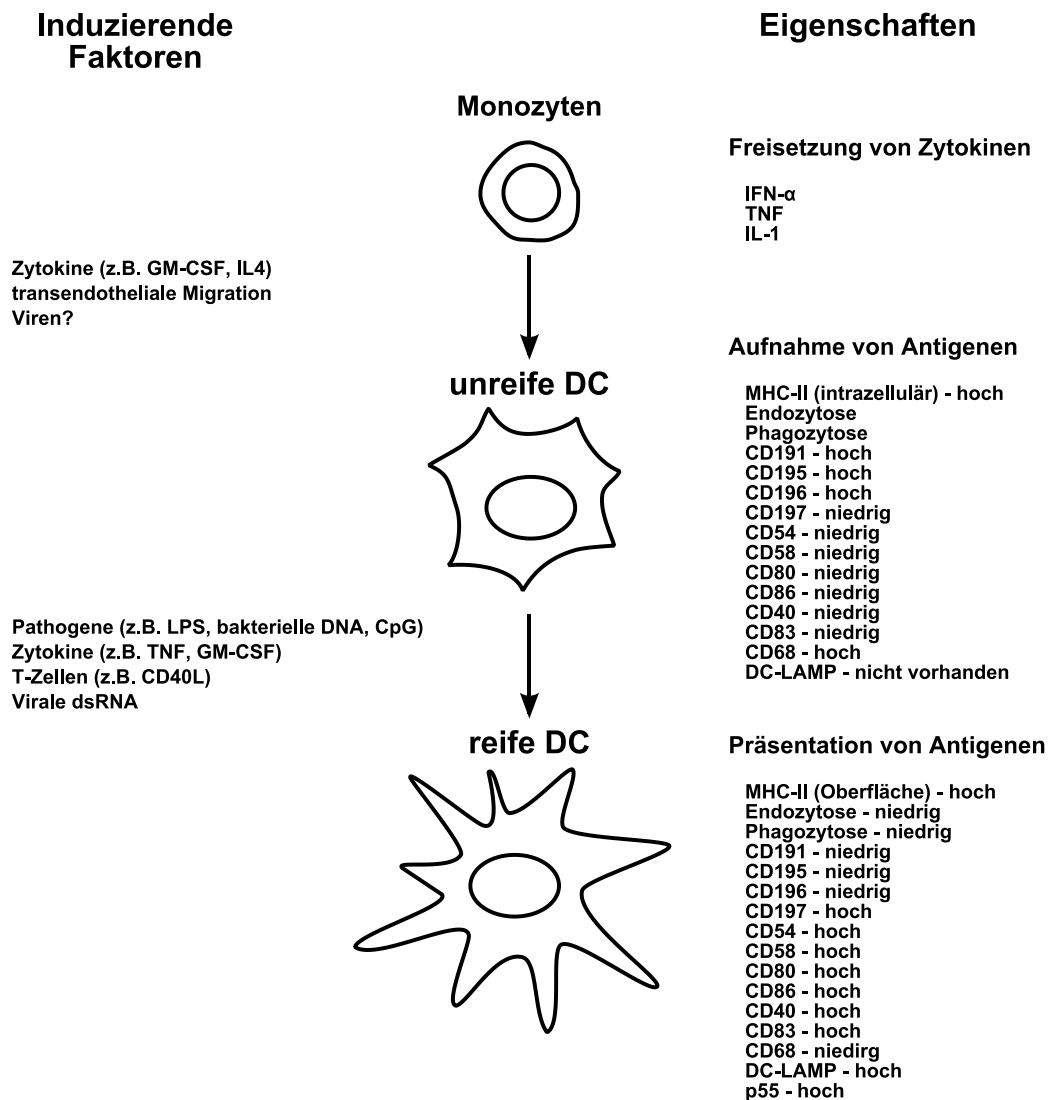 Induzierende
Faktoren
Eigenschaften
Monozyten
Freisetzung von Zytokinen
IFN-α
TNF
IL-1
Zytokine (z.B. GM-CSF, IL4)
transendotheliale Migration
Viren?
Aufnahme von Antigenen
unreife DC
MHC-II (intrazellulär) - hoch
Endozytose
Phagozytose
CD191 - hoch
CD195 - hoch
CD196 - hoch
CD197 - niedrig
CD54 - niedrig
CD58 - niedrig
CD80 - niedrig
CD86 - niedrig
CD40 - niedrig
CD83 - niedrig
CD68 - hoch
DC-LAMP - nicht vorhanden
Pathogene (z.B. LPS, bakterielle DNA, CpG)
Zytokine (z.B. TNF, GM-CSF)
T-Zellen (z.B. CD40L)
Virale dsRNA
reife DC
Präsentation von Antigenen
MHC-II (Oberfläche) - hoch
Endozytose - niedrig
Phagozytose - niedrig
CD191 - niedrig
CD195 - niedrig
CD196 - niedrig
CD197 - hoch
CD54 - hoch
CD58 - hoch
CD80 - hoch
CD86 - hoch
CD40 - hoch
CD83 - hoch
CD68 - niedirg
DC-LAMP - hoch
p55 - hoch